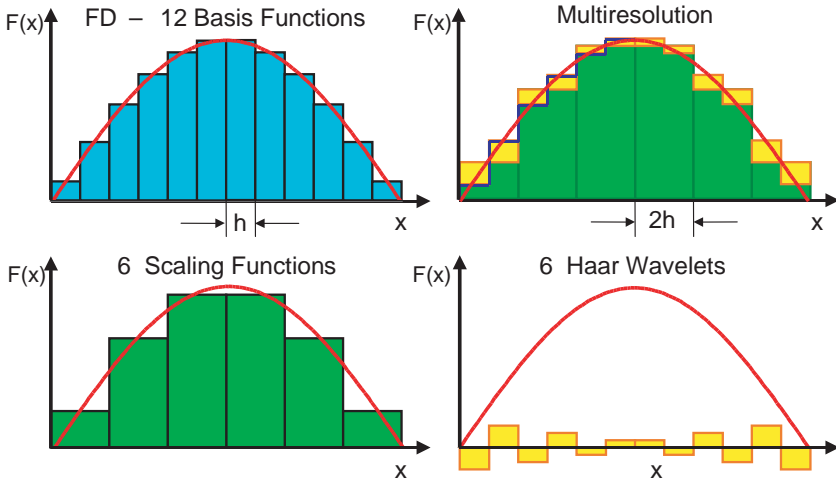 FD – 12 Basis Functions
F(x)
h
x
Multiresolution
F(x)
2h
x
6 Scaling Functions
F(x)
x
6 Haar Wavelets
F(x)
x